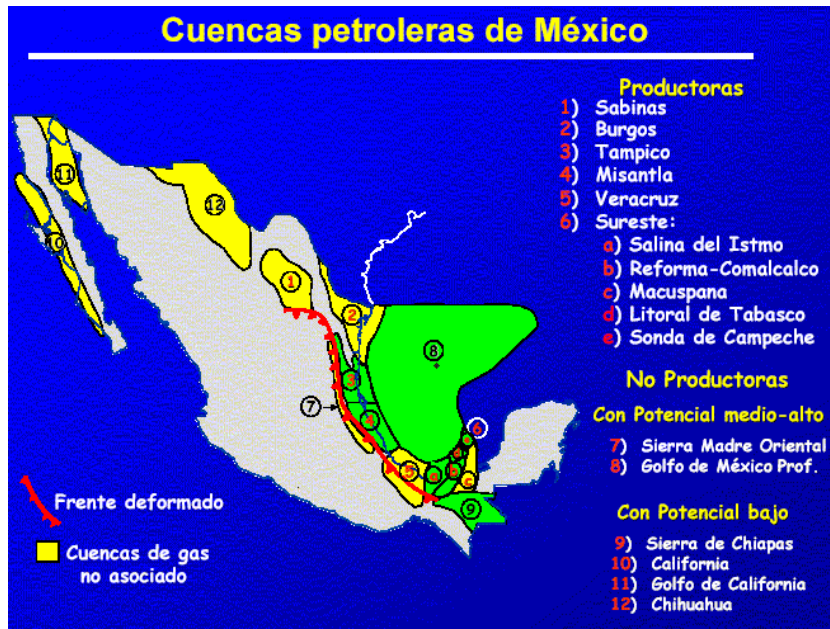 Cuencas petroleras de México
Productoras
1) Sabinas
2) Burgos
3) Tampico
4) Misantla
5) Veracruz
6) Sureste:
a) Salina del Istmo
b) Reforma-Comalcalco
c) Macuspana
d) Litoral de Tabasco
e) Sonda de Campeche
No Productoras
Con Potencial medio-alto
7) Sierra Madre Oriental
8) Golfo de México Prof.
Con Potencial bajo
9) Sierra de Chiapas
10) California
11) Golfo de California
12) Chihuahua
11
12
10
1
2
8
3
7
4
6
5
a
b
d
e
c
9
Frente deformado
Cuencas de gas
no asociado